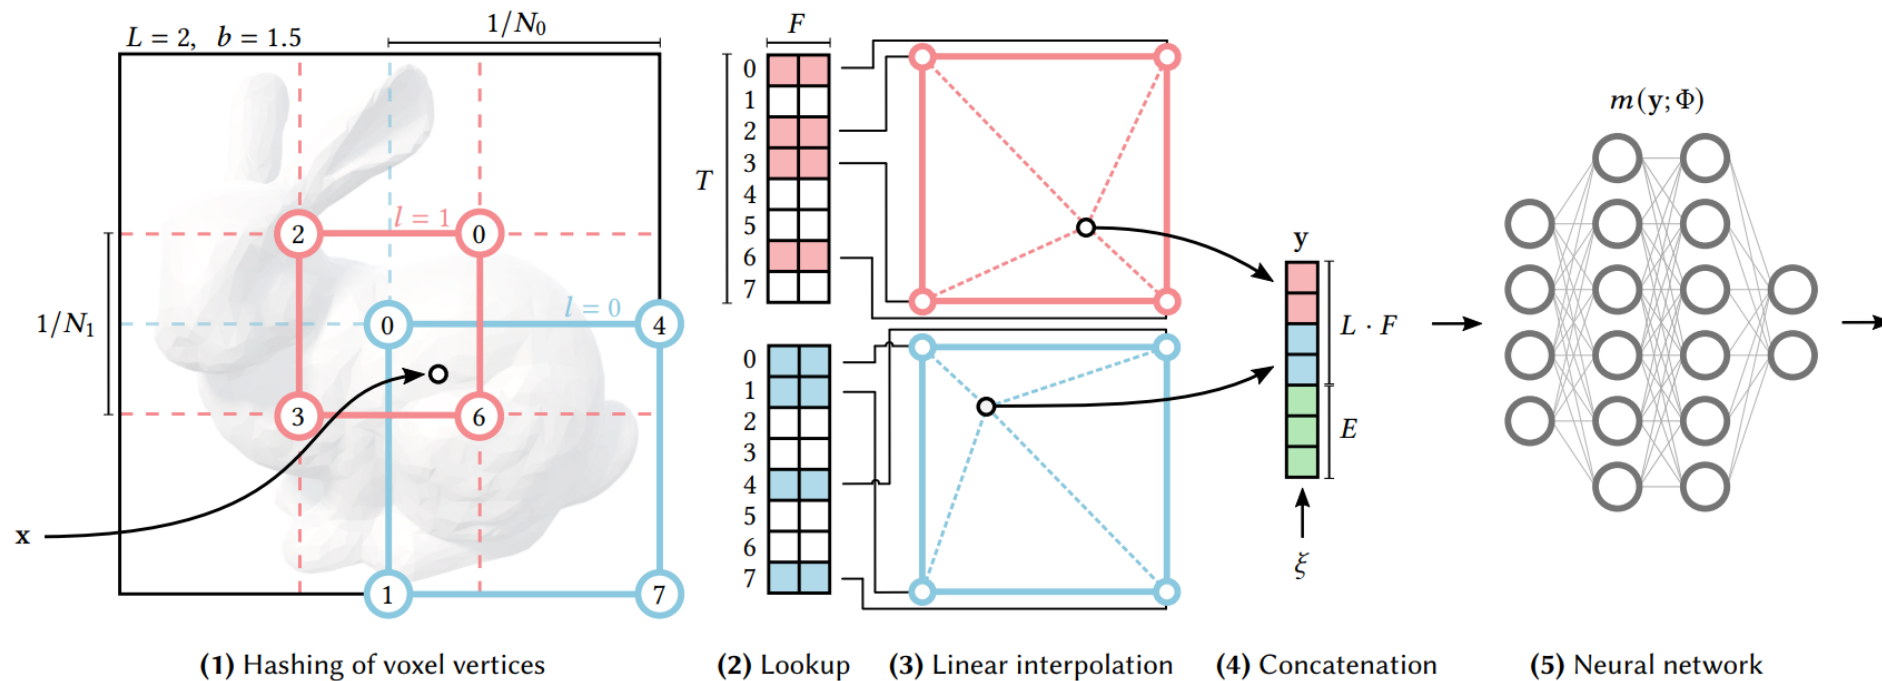 L = 2, b = 1.5
1/N₀
l = 1
2
0
1/N₁
l = 0
0
4
3
6
x
1
7
F
T
0
1
2
3
4
5
6
7
0
1
2
3
4
5
6
7
y
L · F
E
ξ
m(y; Φ)
(1) Hashing of voxel vertices
(2) Lookup
(3) Linear interpolation
(4) Concatenation
(5) Neural network